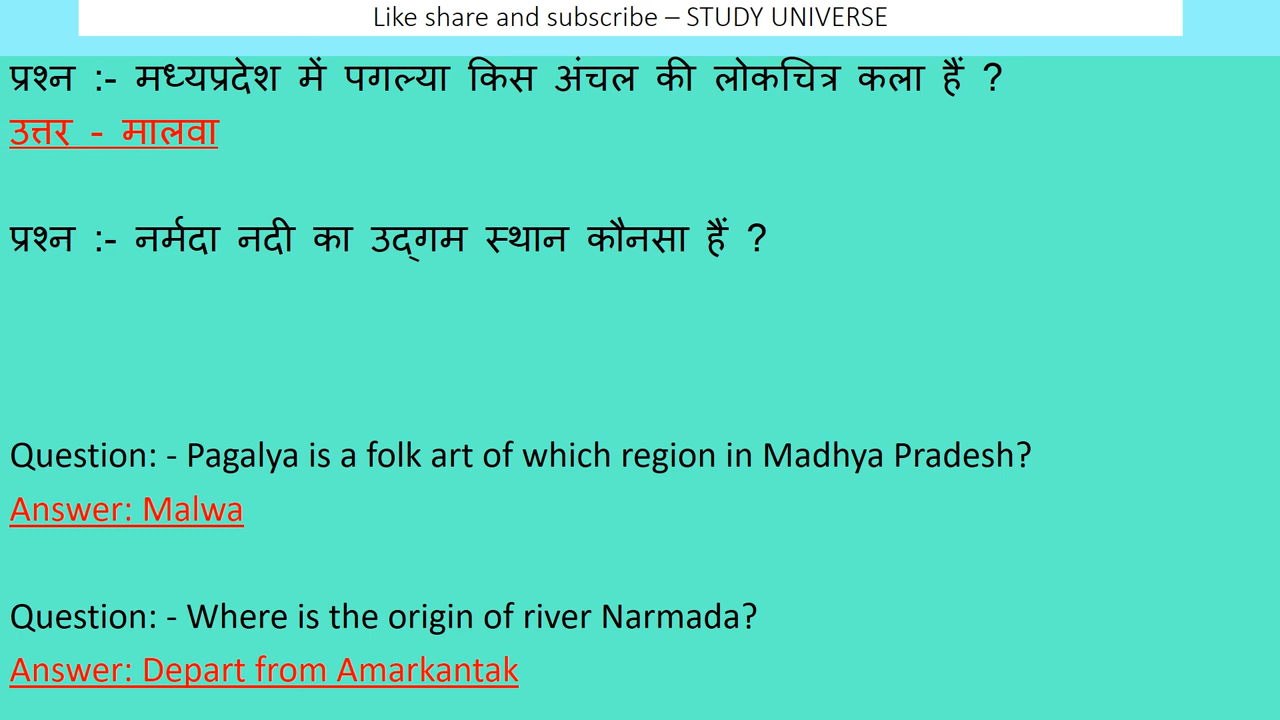 Like share and subscribe – STUDY UNIVERSE
प्रश्न :- मध्यप्रदेश में पगल्या किस अंचल की लोकचित्र कला हैं ?
उत्तर - मालवा
प्रश्न :- नर्मदा नदी का उद्‌गम स्थान कौनसा हैं ?
Question: - Pagalya is a folk art of which region in Madhya Pradesh?
Answer: Malwa
Question: - Where is the origin of river Narmada?
Answer: Depart from Amarkantak